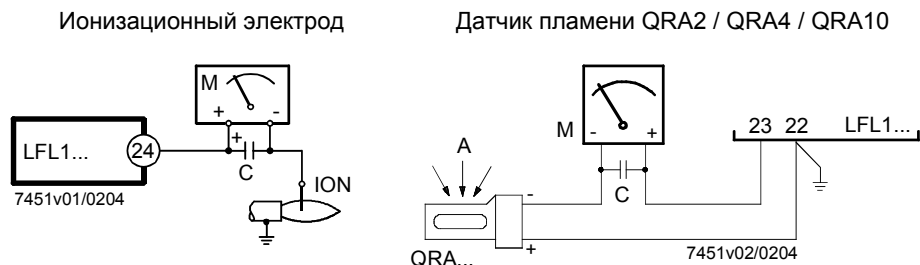 Ионизационный электрод
M
+ -
+
LFL1...
24
C
ION
7451v01/0204
Датчик пламени QRA2 / QRA4 / QRA10
M
- +
23 22 LFL1...
A
C
-
+
QRA...
7451v02/0204